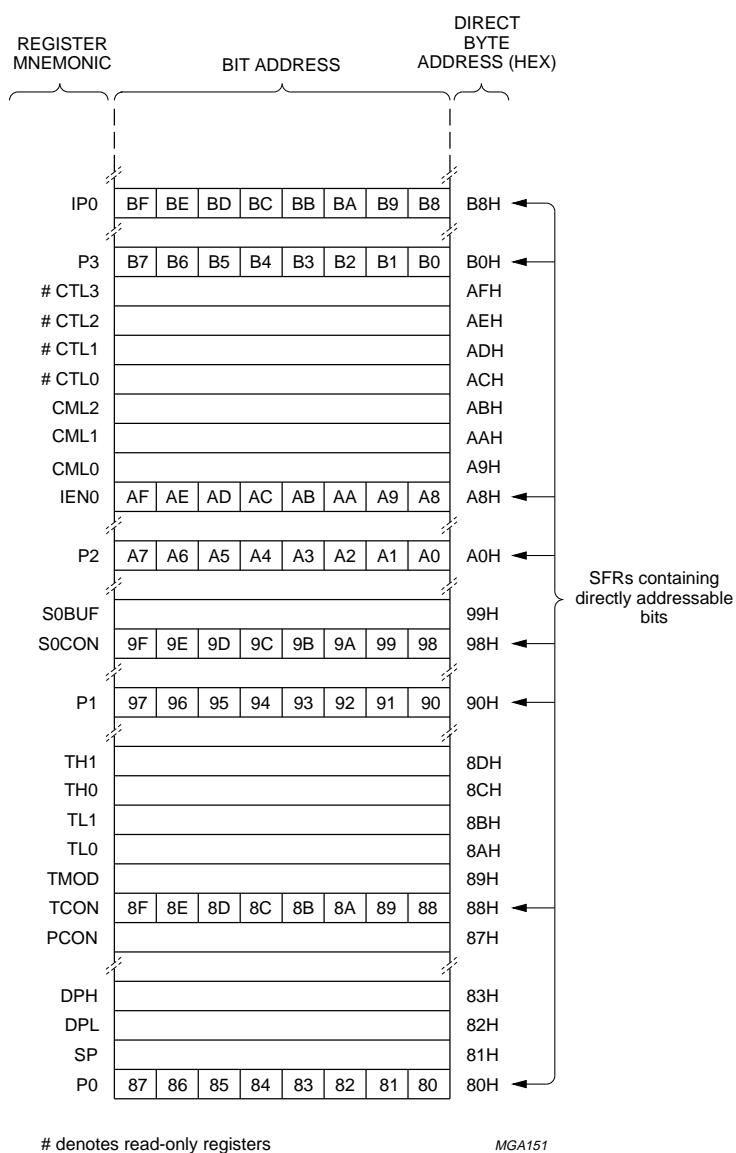 REGISTER
MNEMONIC
BIT ADDRESS
DIRECT
BYTE
ADDRESS (HEX)
IP0 BF BE BD BC BB BA B9 B8 B8H
P3 B7 B6 B5 B4 B3 B2 B1 B0 B0H
# CTL3 AFH
# CTL2 AEH
# CTL1 ADH
# CTL0 ACH
CML2 ABH
CML1 AAH
CML0 A9H
IEN0 AF AE AD AC AB AA A9 A8 A8H
P2 A7 A6 A5 A4 A3 A2 A1 A0 A0H
SFRs containing
directly addressable
bits
S0BUF 99H
S0CON 9F 9E 9D 9C 9B 9A 99 98 98H
P1 97 96 95 94 93 92 91 90 90H
TH1 8DH
TH0 8CH
TL1 8BH
TL0 8AH
TMOD 89H
TCON 8F 8E 8D 8C 8B 8A 89 88 88H
PCON 87H
DPH 83H
DPL 82H
SP 81H
P0 87 86 85 84 83 82 81 80 80H
# denotes read-only registers
MGA151